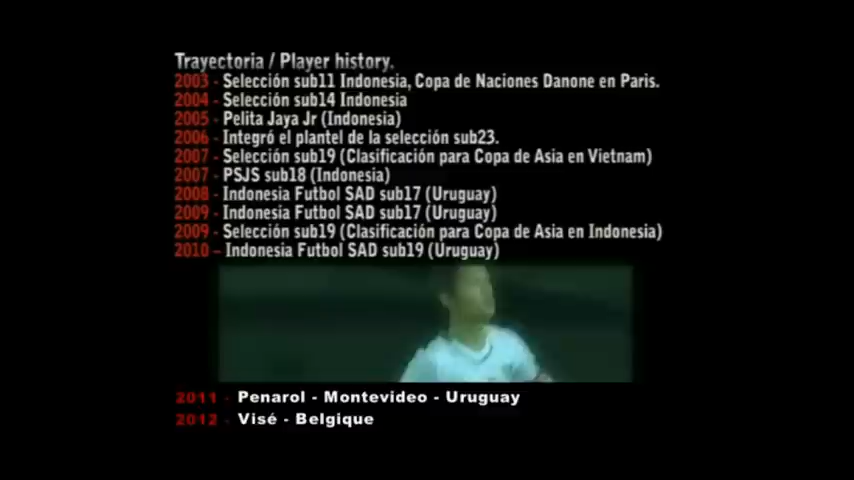 Trayectoria / Player history.
2003 - Selección sub11 Indonesia, Copa de Naciones Danone en Paris.
2004 - Selección sub14 Indonesia
2005 - Pelita Jaya Jr (Indonesia)
2006 - Integró el plantel de la selección sub23.
2007 - Selección sub19 (Clasificación para Copa de Asia en Vietnam)
2007 - PSJS sub18 (Indonesia)
2008 - Indonesia Futbol SAD sub17 (Uruguay)
2009 - Indonesia Futbol SAD sub17 (Uruguay)
2009 - Selección sub19 (Clasificación para Copa de Asia en Indonesia)
2010 – Indonesia Futbol SAD sub19 (Uruguay)
2011 - Penarol - Montevideo - Uruguay
2012 - Visé - Belgique